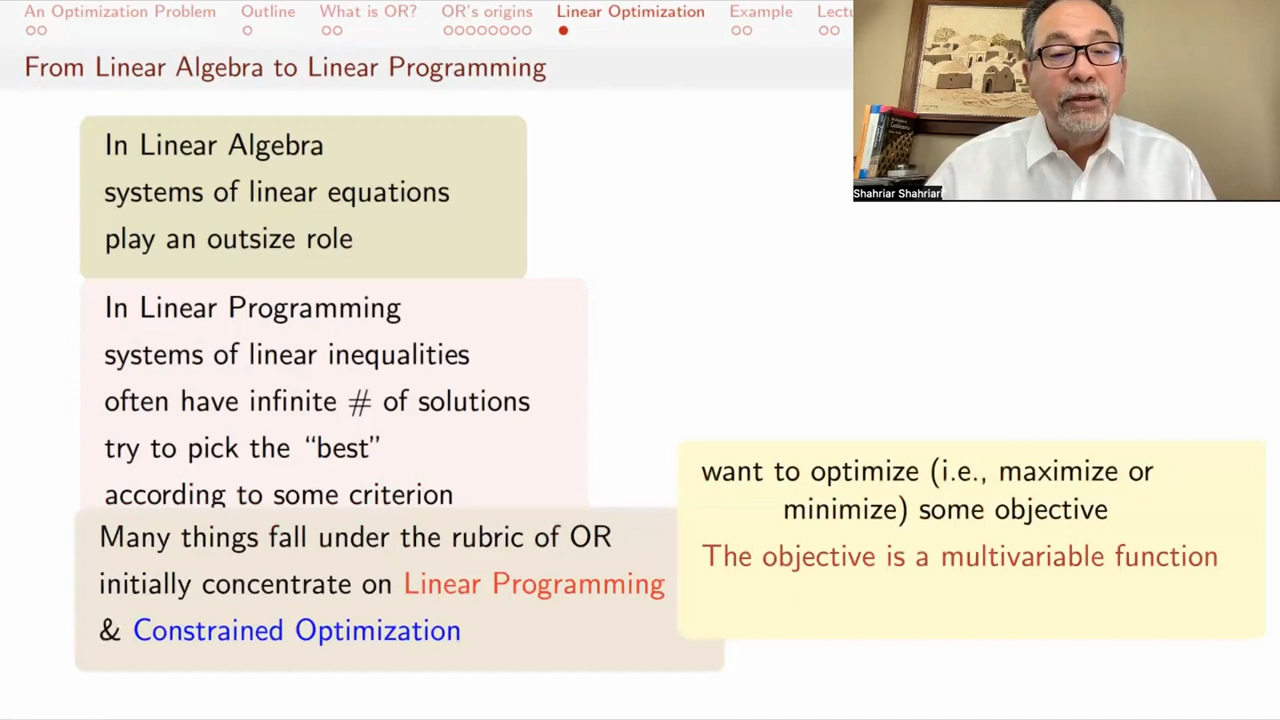 An Optimization Problem Outline What is OR? OR's origins Linear Optimization Example
From Linear Algebra to Linear Programming
In Linear Algebra
systems of linear equations
play an outsize role
In Linear Programming
systems of linear inequalities
often have infinite # of solutions
try to pick the “best”
according to some criterion
Many things fall under the rubric of OR
initially concentrate on Linear Programming
& Constrained Optimization
want to optimize (i.e., maximize or
minimize) some objective
The objective is a multivariable function
Shahriar Shahriari